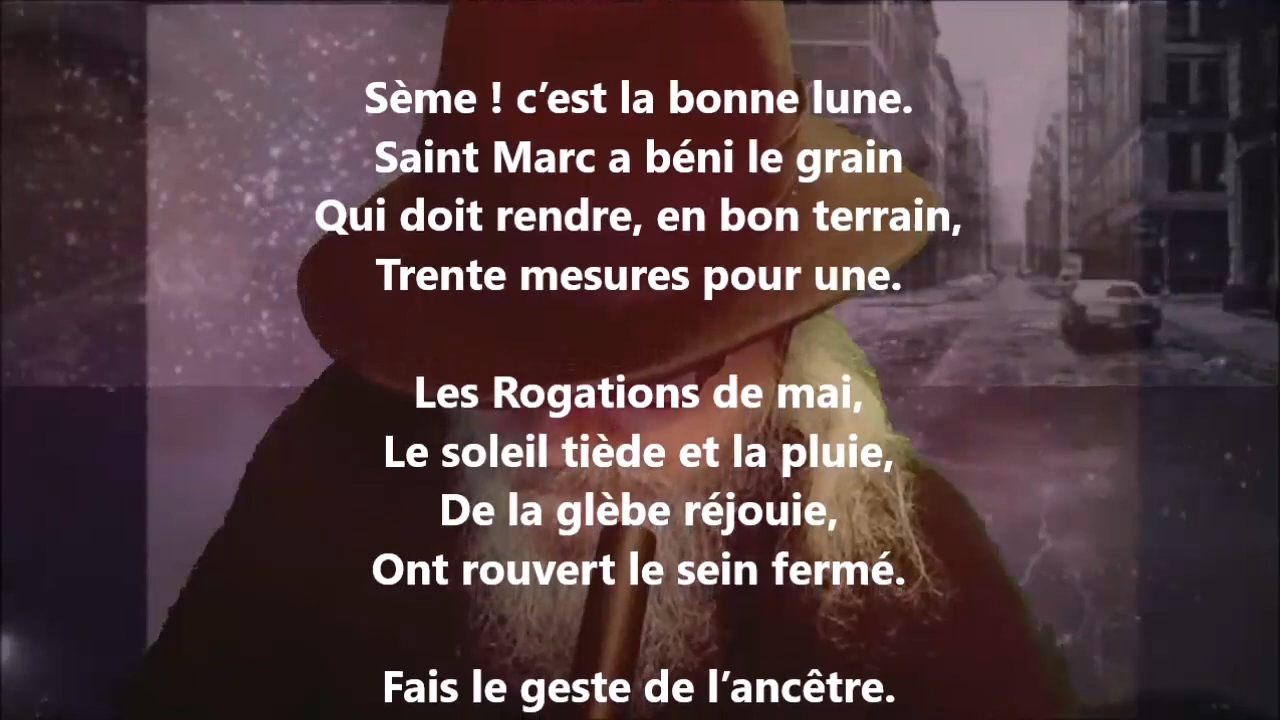 Sème ! c’est la bonne lune.
Saint Marc a béni le grain
Qui doit rendre, en bon terrain,
Trente mesures pour une.
Les Rogations de mai,
Le soleil tiède et la pluie,
De la glèbe réjouie,
Ont rouvert le sein fermé.
Fais le geste de l’ancêtre.